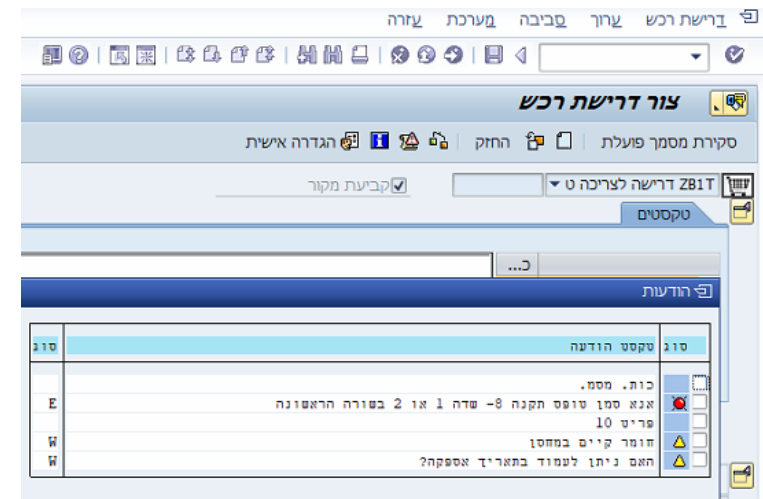 דרישת רכש ערוך סביבה מערכת עזרה
צור דרישת רכש
סקירת מסמך פועלת החזק הגדרה אישית
ZB1T דרישה לצריכה ט קביעת מקור
טקסטים
כ...
הודעות
סוג טקסט הודעה סוג
כות. מסמ.
אנא סמן טופס תקנה 8- שדה 1 או 2 בשורה הראשונה E
פריט 10
חומר קיים במחסן W
האם ניתן לעמוד בתאריך אספקה? W